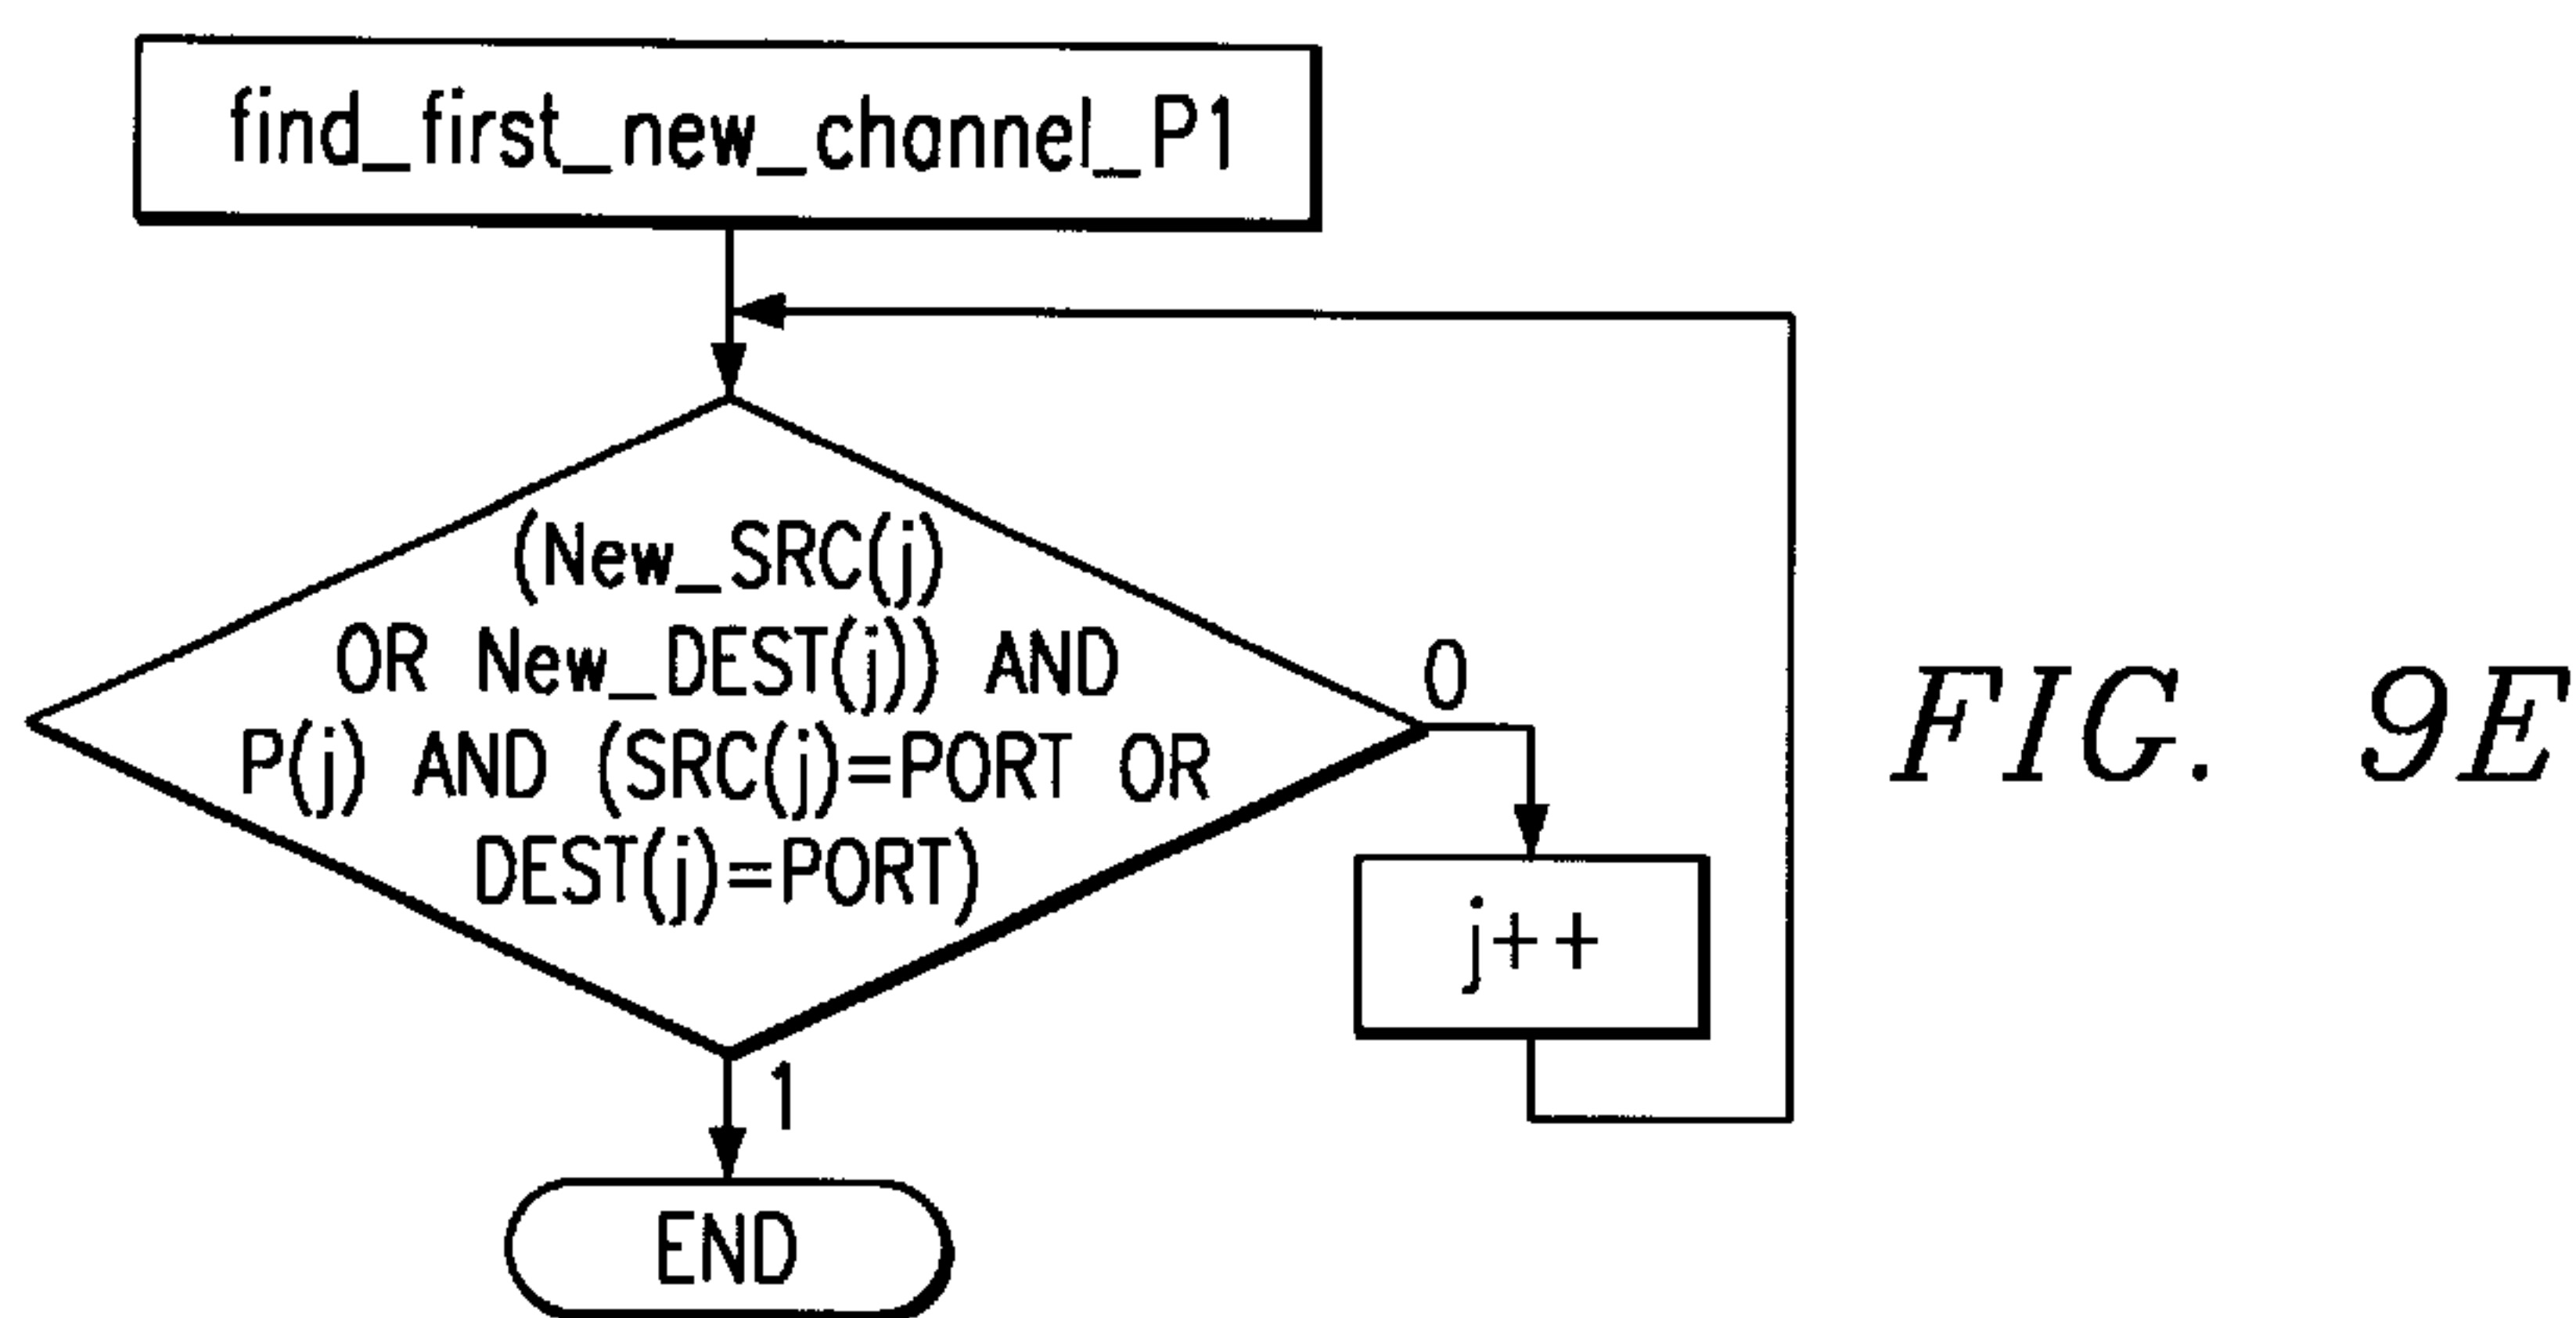 find_first_new_channel_P1
(New_SRC(j)
OR New_DEST(j)) AND
P(j) AND (SRC(j)=PORT OR
DEST(j)=PORT)
0
j++
1
END
FIG. 9E